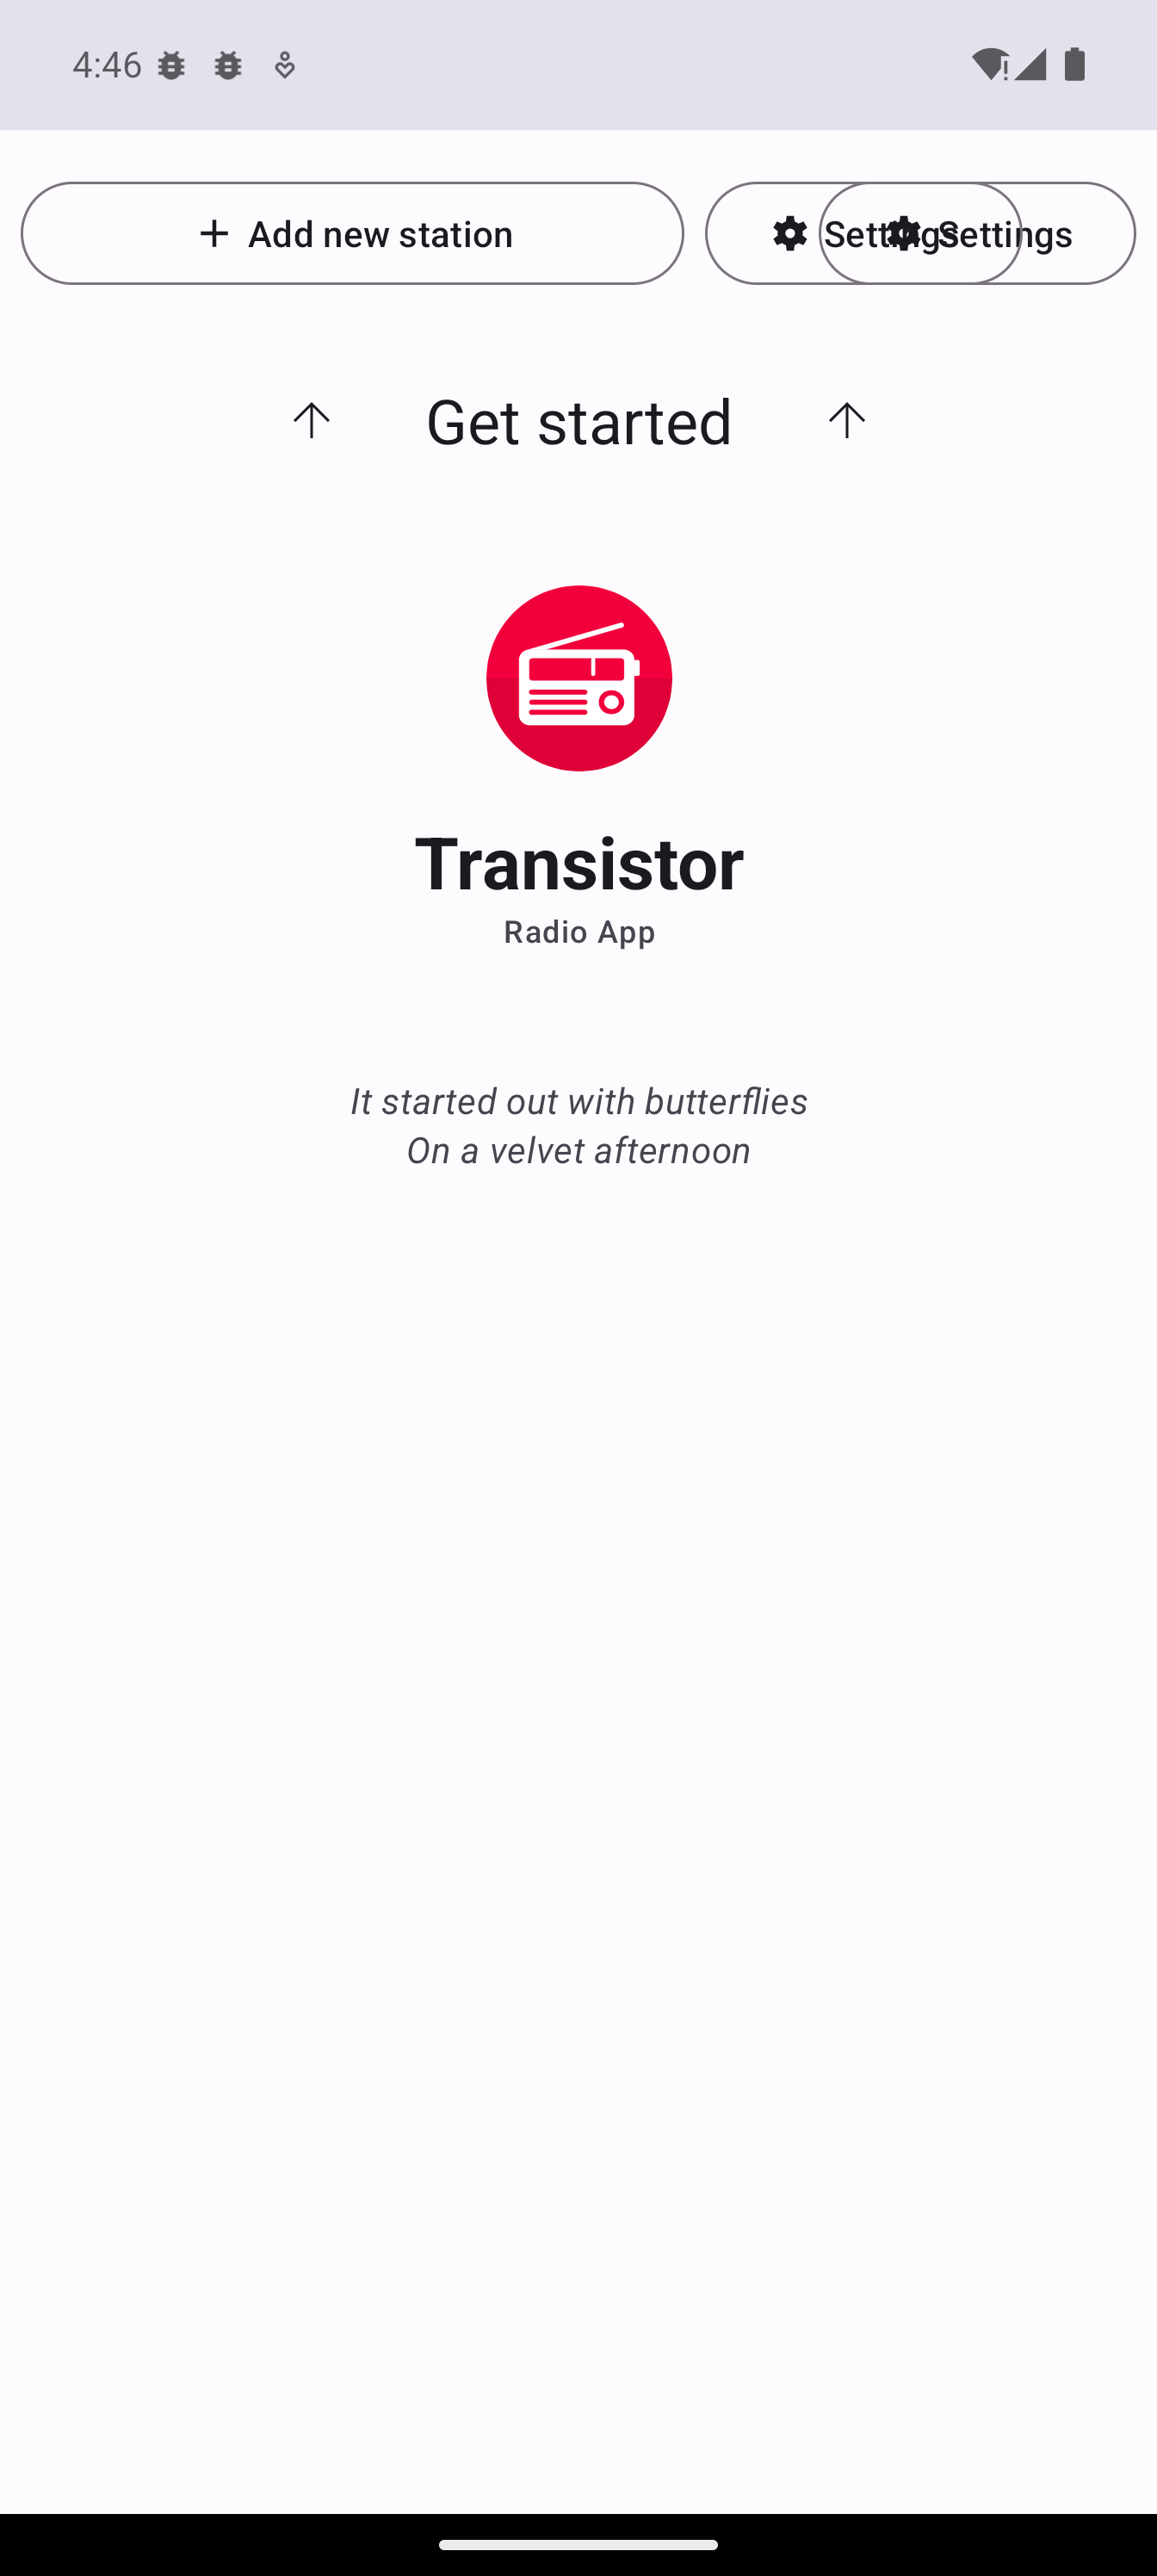 4:46
Add new station
Settings
Settings
Get started
Transistor
Radio App
It started out with butterflies
On a velvet afternoon